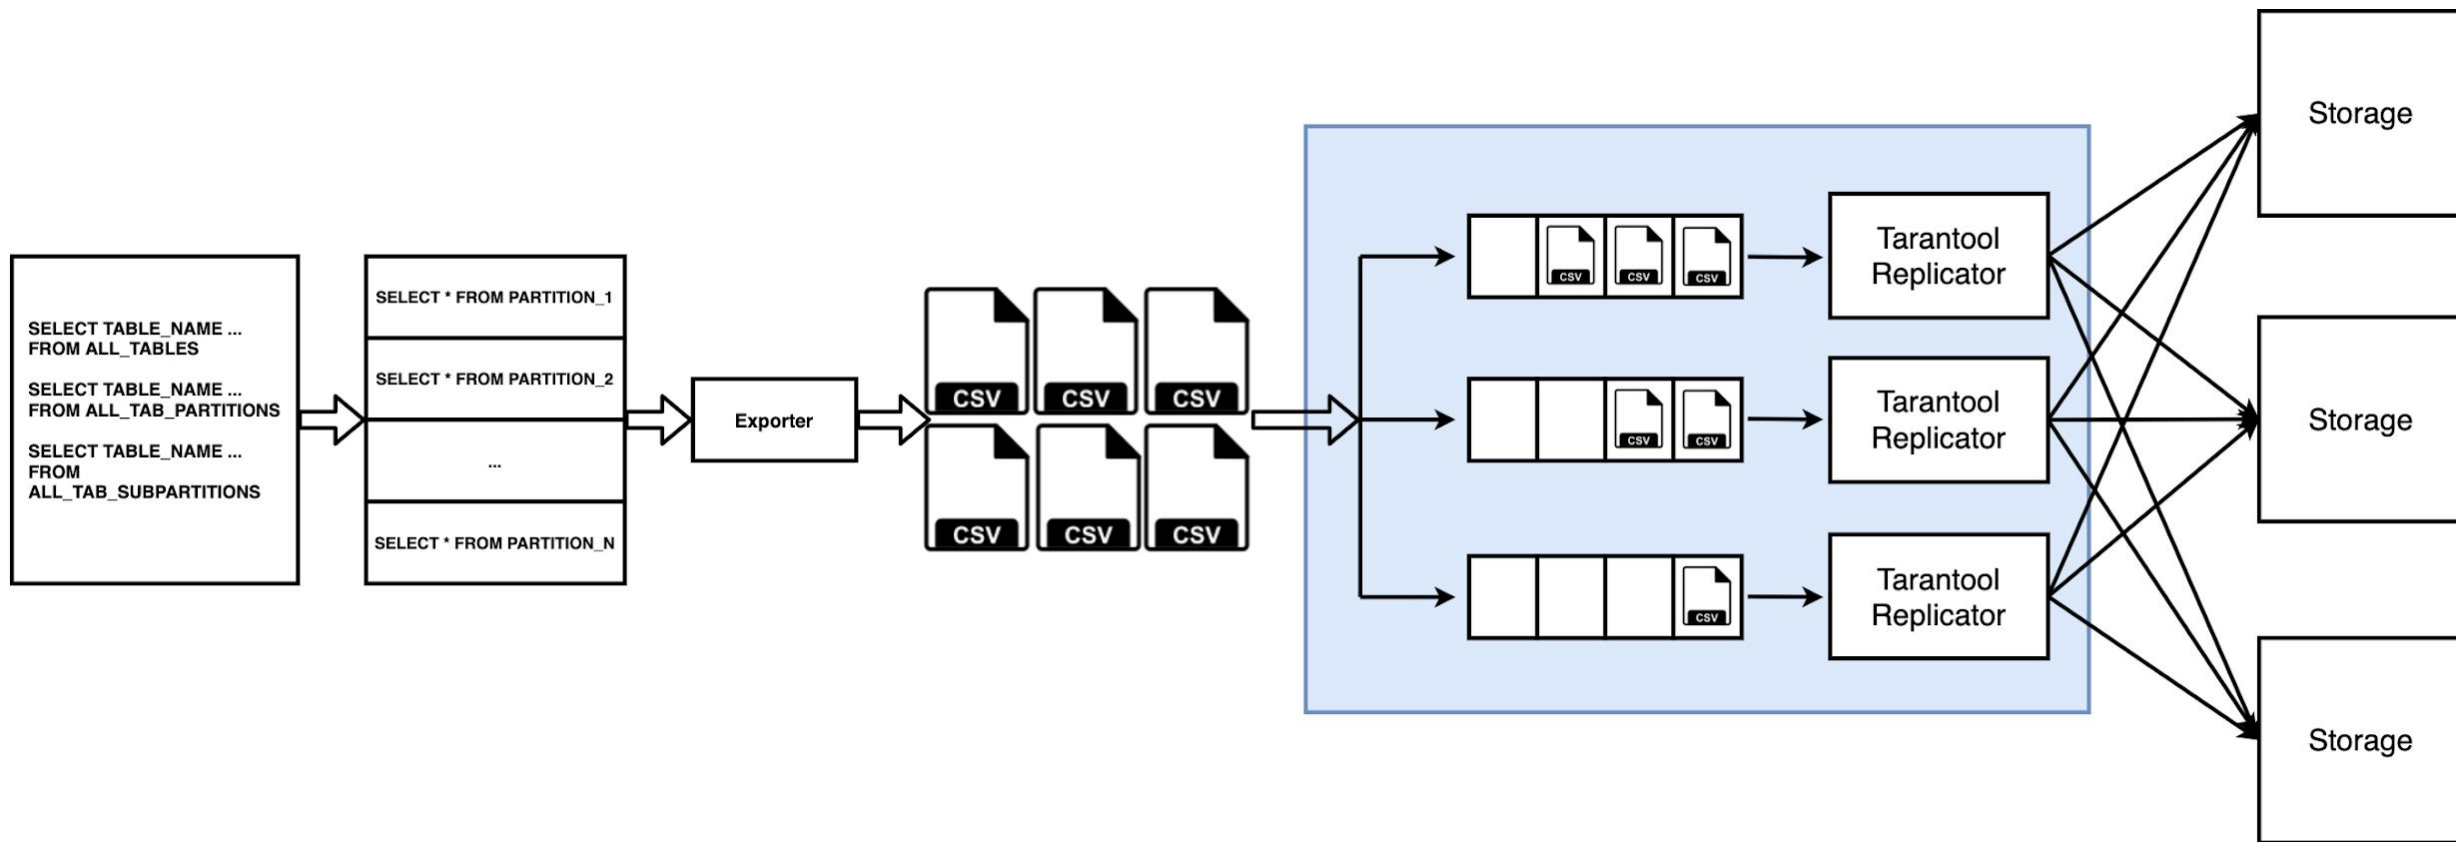 SELECT TABLE_NAME ...
FROM ALL_TABLES
SELECT TABLE_NAME ...
FROM ALL_TAB_PARTITIONS
SELECT TABLE_NAME ...
FROM
ALL_TAB_SUBPARTITIONS
SELECT * FROM PARTITION_1
SELECT * FROM PARTITION_2
...
SELECT * FROM PARTITION_N
Exporter
CSV
CSV
CSV
CSV
CSV
CSV
CSV
CSV
CSV
Tarantool
Replicator
CSV
CSV
Tarantool
Replicator
CSV
Tarantool
Replicator
Storage
Storage
Storage